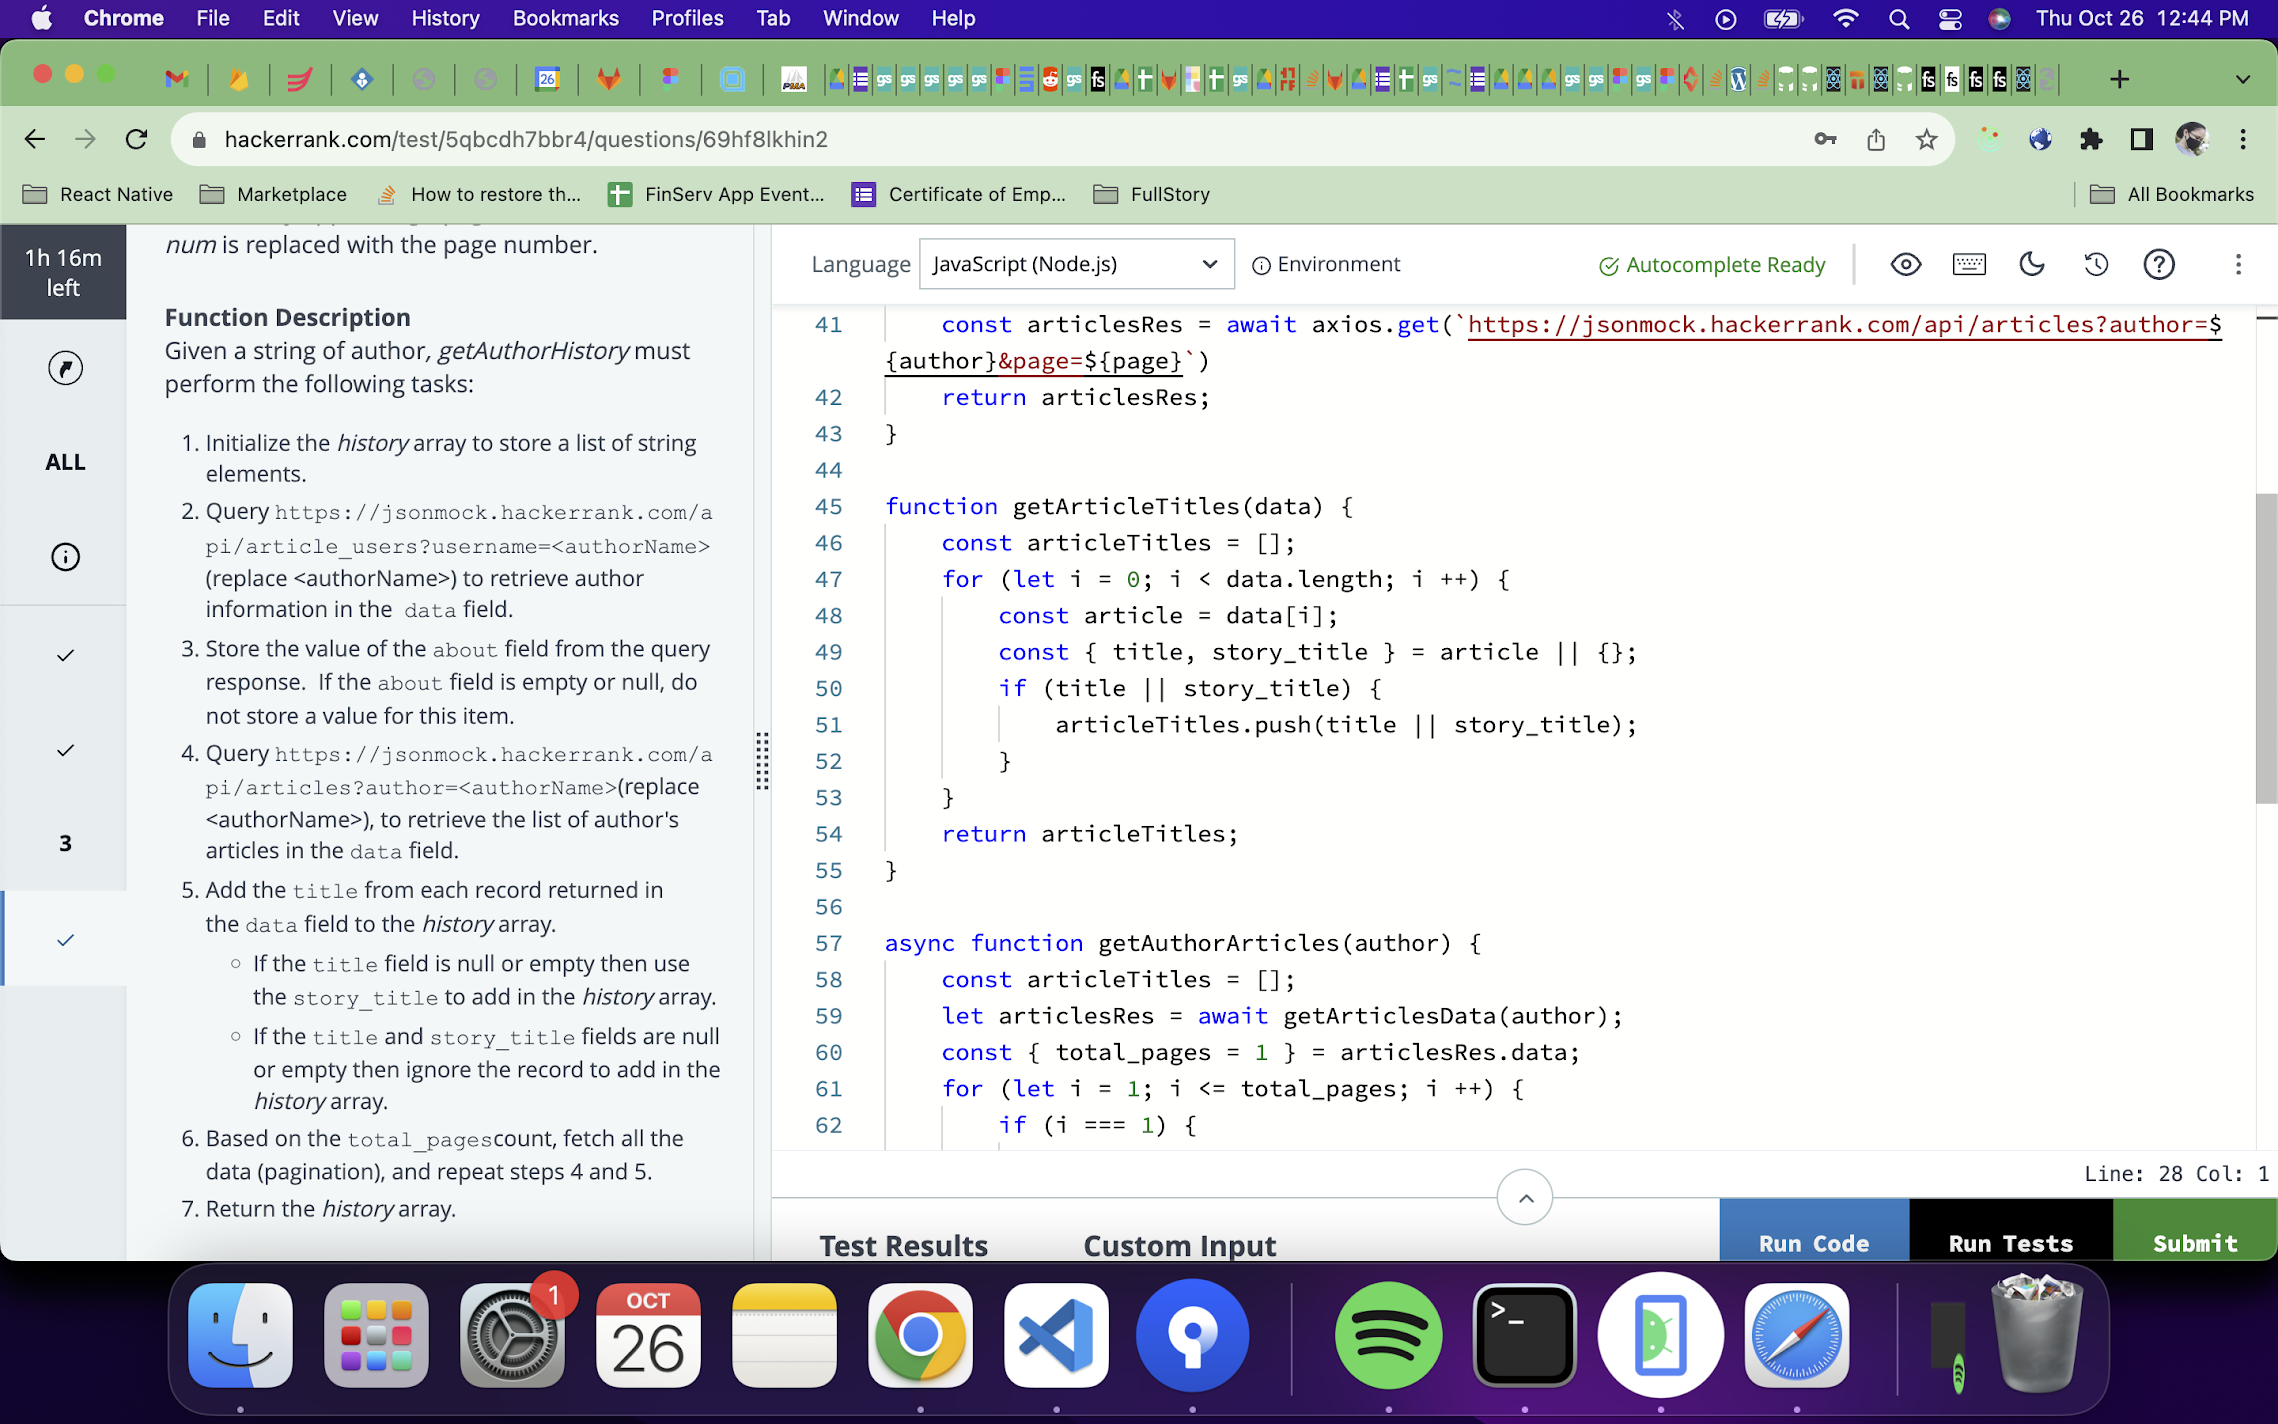 Chrome File Edit View History Bookmarks Profiles Tab Window Help Thu Oct 26 12:44 PM
hackerrank.com/test/5qbcdh7bbr4/questions/69hf8lkhin2
React Native Marketplace How to restore th... FinServ App Event... Certificate of Emp... FullStory All Bookmarks
1h 16m
left
ALL
3
num is replaced with the page number.
Function Description
Given a string of author, getAuthorHistory must
perform the following tasks:
1. Initialize the history array to store a list of string
elements.
2. Query https://jsonmock.hackerrank.com/a
pi/article_users?username=<authorName>
(replace <authorName>) to retrieve author
information in the data field.
3. Store the value of the about field from the query
response. If the about field is empty or null, do
not store a value for this item.
4. Query https://jsonmock.hackerrank.com/a
pi/articles?author=<authorName>(replace
<authorName>), to retrieve the list of author's
articles in the data field.
5. Add the title from each record returned in
the data field to the history array.
If the title field is null or empty then use
the story_title to add in the history array.
If the title and story_title fields are null
or empty then ignore the record to add in the
history array.
6. Based on the total_pagescount, fetch all the
data (pagination), and repeat steps 4 and 5.
7. Return the history array.
Language JavaScript (Node.js) Environment Autocomplete Ready
41 const articlesRes = await axios.get(`https://jsonmock.hackerrank.com/api/articles?author=$
{author}&page=${page}`)
42 return articlesRes;
43 }
44
45 function getArticleTitles(data) {
46 const articleTitles = [];
47 for (let i = 0; i < data.length; i ++) {
48 const article = data[i];
49 const { title, story_title } = article || {};
50 if (title || story_title) {
51 articleTitles.push(title || story_title);
52 }
53 }
54 return articleTitles;
55 }
56
57 async function getAuthorArticles(author) {
58 const articleTitles = [];
59 let articlesRes = await getArticlesData(author);
60 const { total_pages = 1 } = articlesRes.data;
61 for (let i = 1; i <= total_pages; i ++) {
62 if (i === 1) {
Line: 28 Col: 1
Test Results Custom Input Run Code Run Tests Submit
1
OCT
26